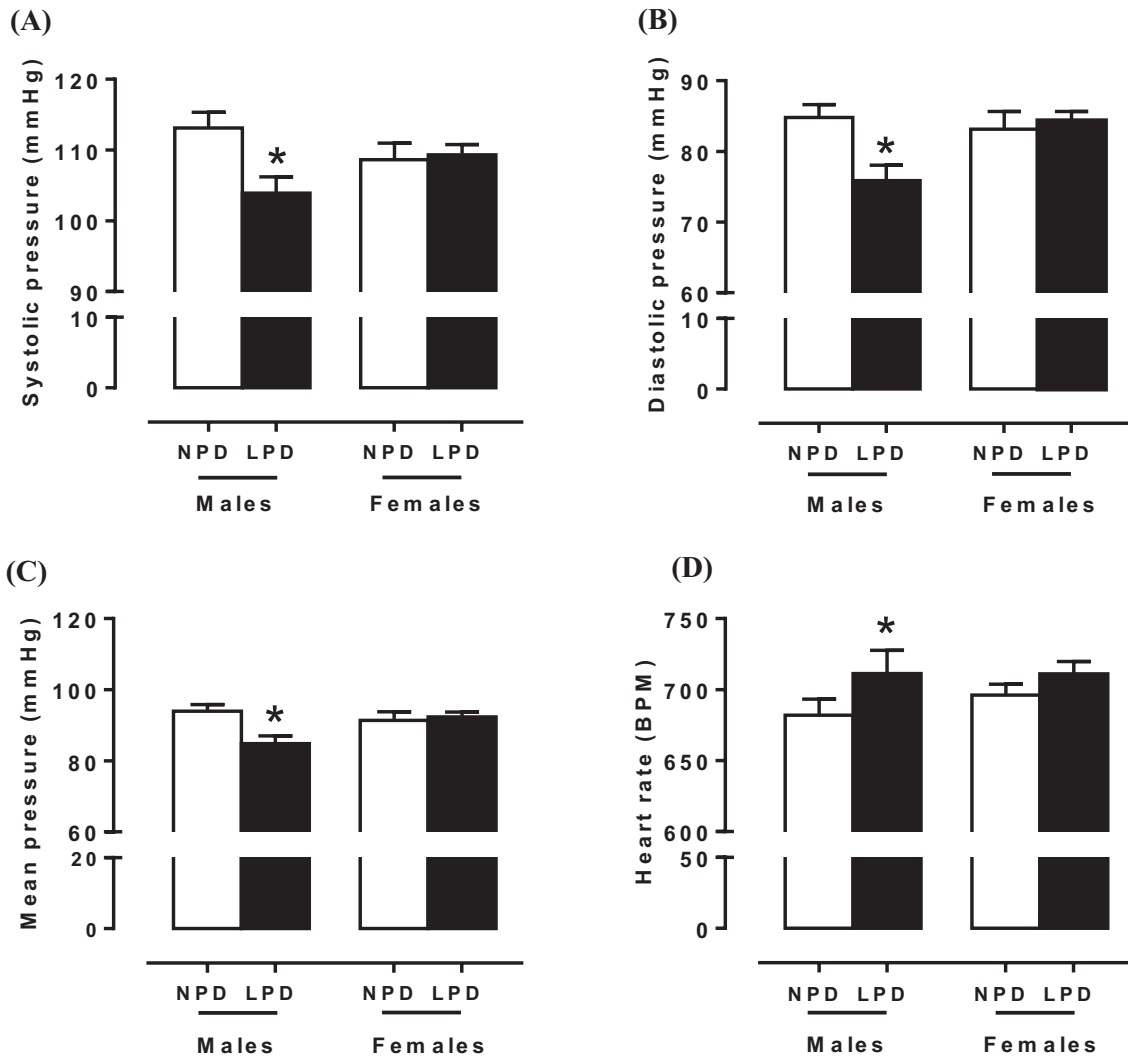 (A)
Systolic pressure (mmHg)
120
110
100
90
10
0
*
NPD LPD NPD LPD
Males Females
(B)
Diastolic pressure (mmHg)
90
80
70
60
10
0
*
NPD LPD NPD LPD
Males Females
(C)
Mean pressure (mmHg)
120
100
80
60
20
0
*
NPD LPD NPD LPD
Males Females
(D)
Heart rate (BPM)
750
700
650
600
50
0
*
NPD LPD NPD LPD
Males Females